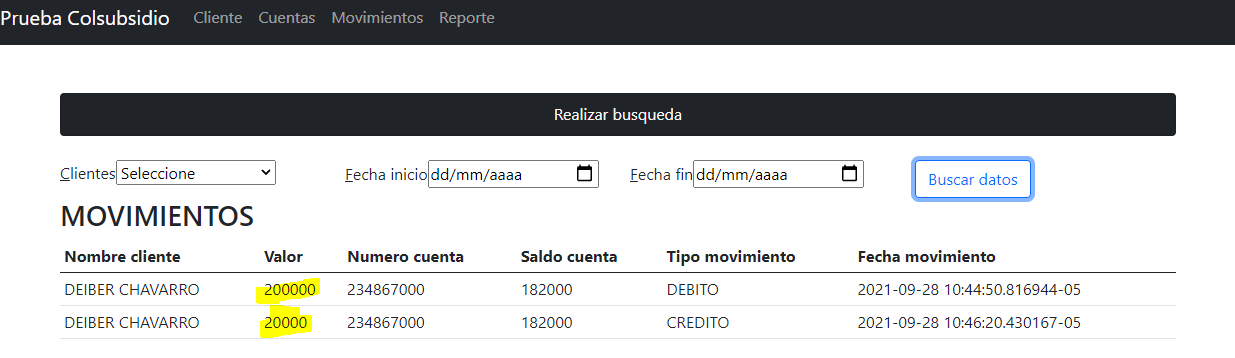 Prueba Colsubsidio Cliente Cuentas Movimientos Reporte
Realizar busqueda
Clientes Seleccione Fecha inicio dd/mm/aaaa Fecha fin dd/mm/aaaa Buscar datos
MOVIMIENTOS
Nombre cliente Valor Numero cuenta Saldo cuenta Tipo movimiento Fecha movimiento
DEIBER CHAVARRO 200000 234867000 182000 DEBITO 2021-09-28 10:44:50.816944-05
DEIBER CHAVARRO 20000 234867000 182000 CREDITO 2021-09-28 10:46:20.430167-05